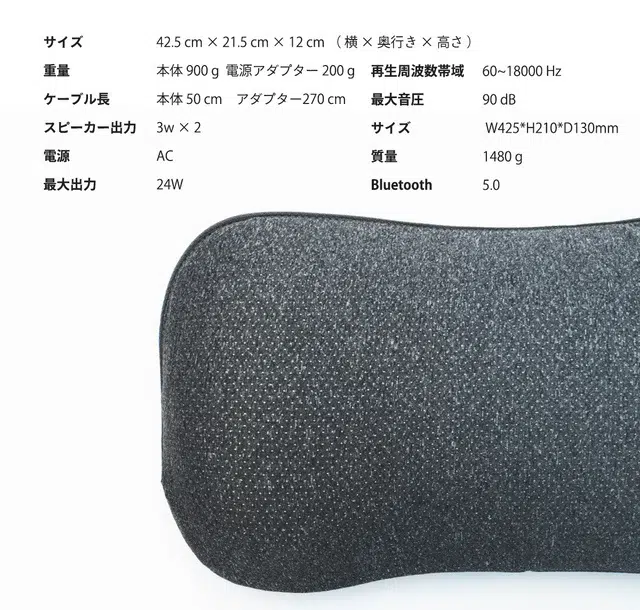 サイズ 42.5 cm × 21.5 cm × 12 cm （ 横 × 奥行き × 高さ ）
重量 本体 900 g 電源アダプター 200 g 再生周波数帯域 60~18000 Hz
ケーブル長 本体 50 cm アダプター270 cm 最大音圧 90 dB
スピーカー出力 3w × 2 サイズ W425*H210*D130mm
電源 AC 質量 1480 g
最大出力 24W Bluetooth 5.0